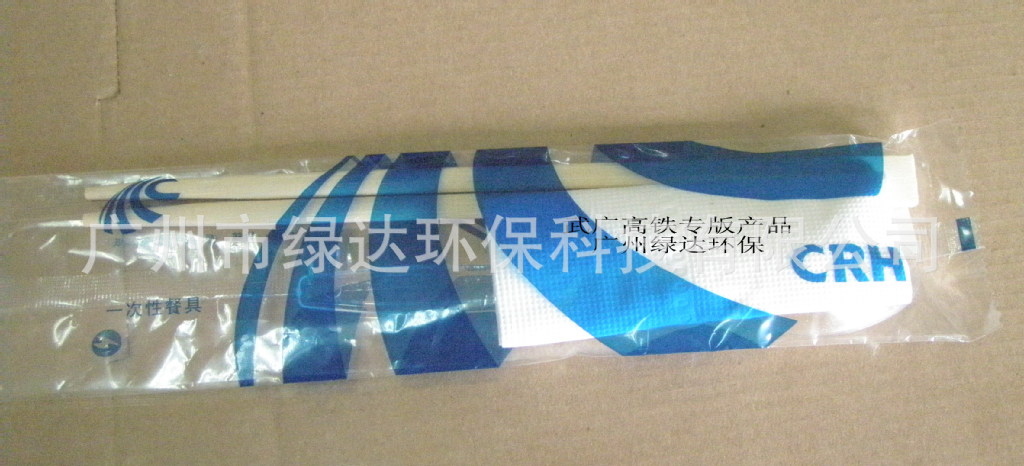 式广高铁专版产品
广州绿达环保
广州市绿达环保科技有限公司
CRH
一次性餐具